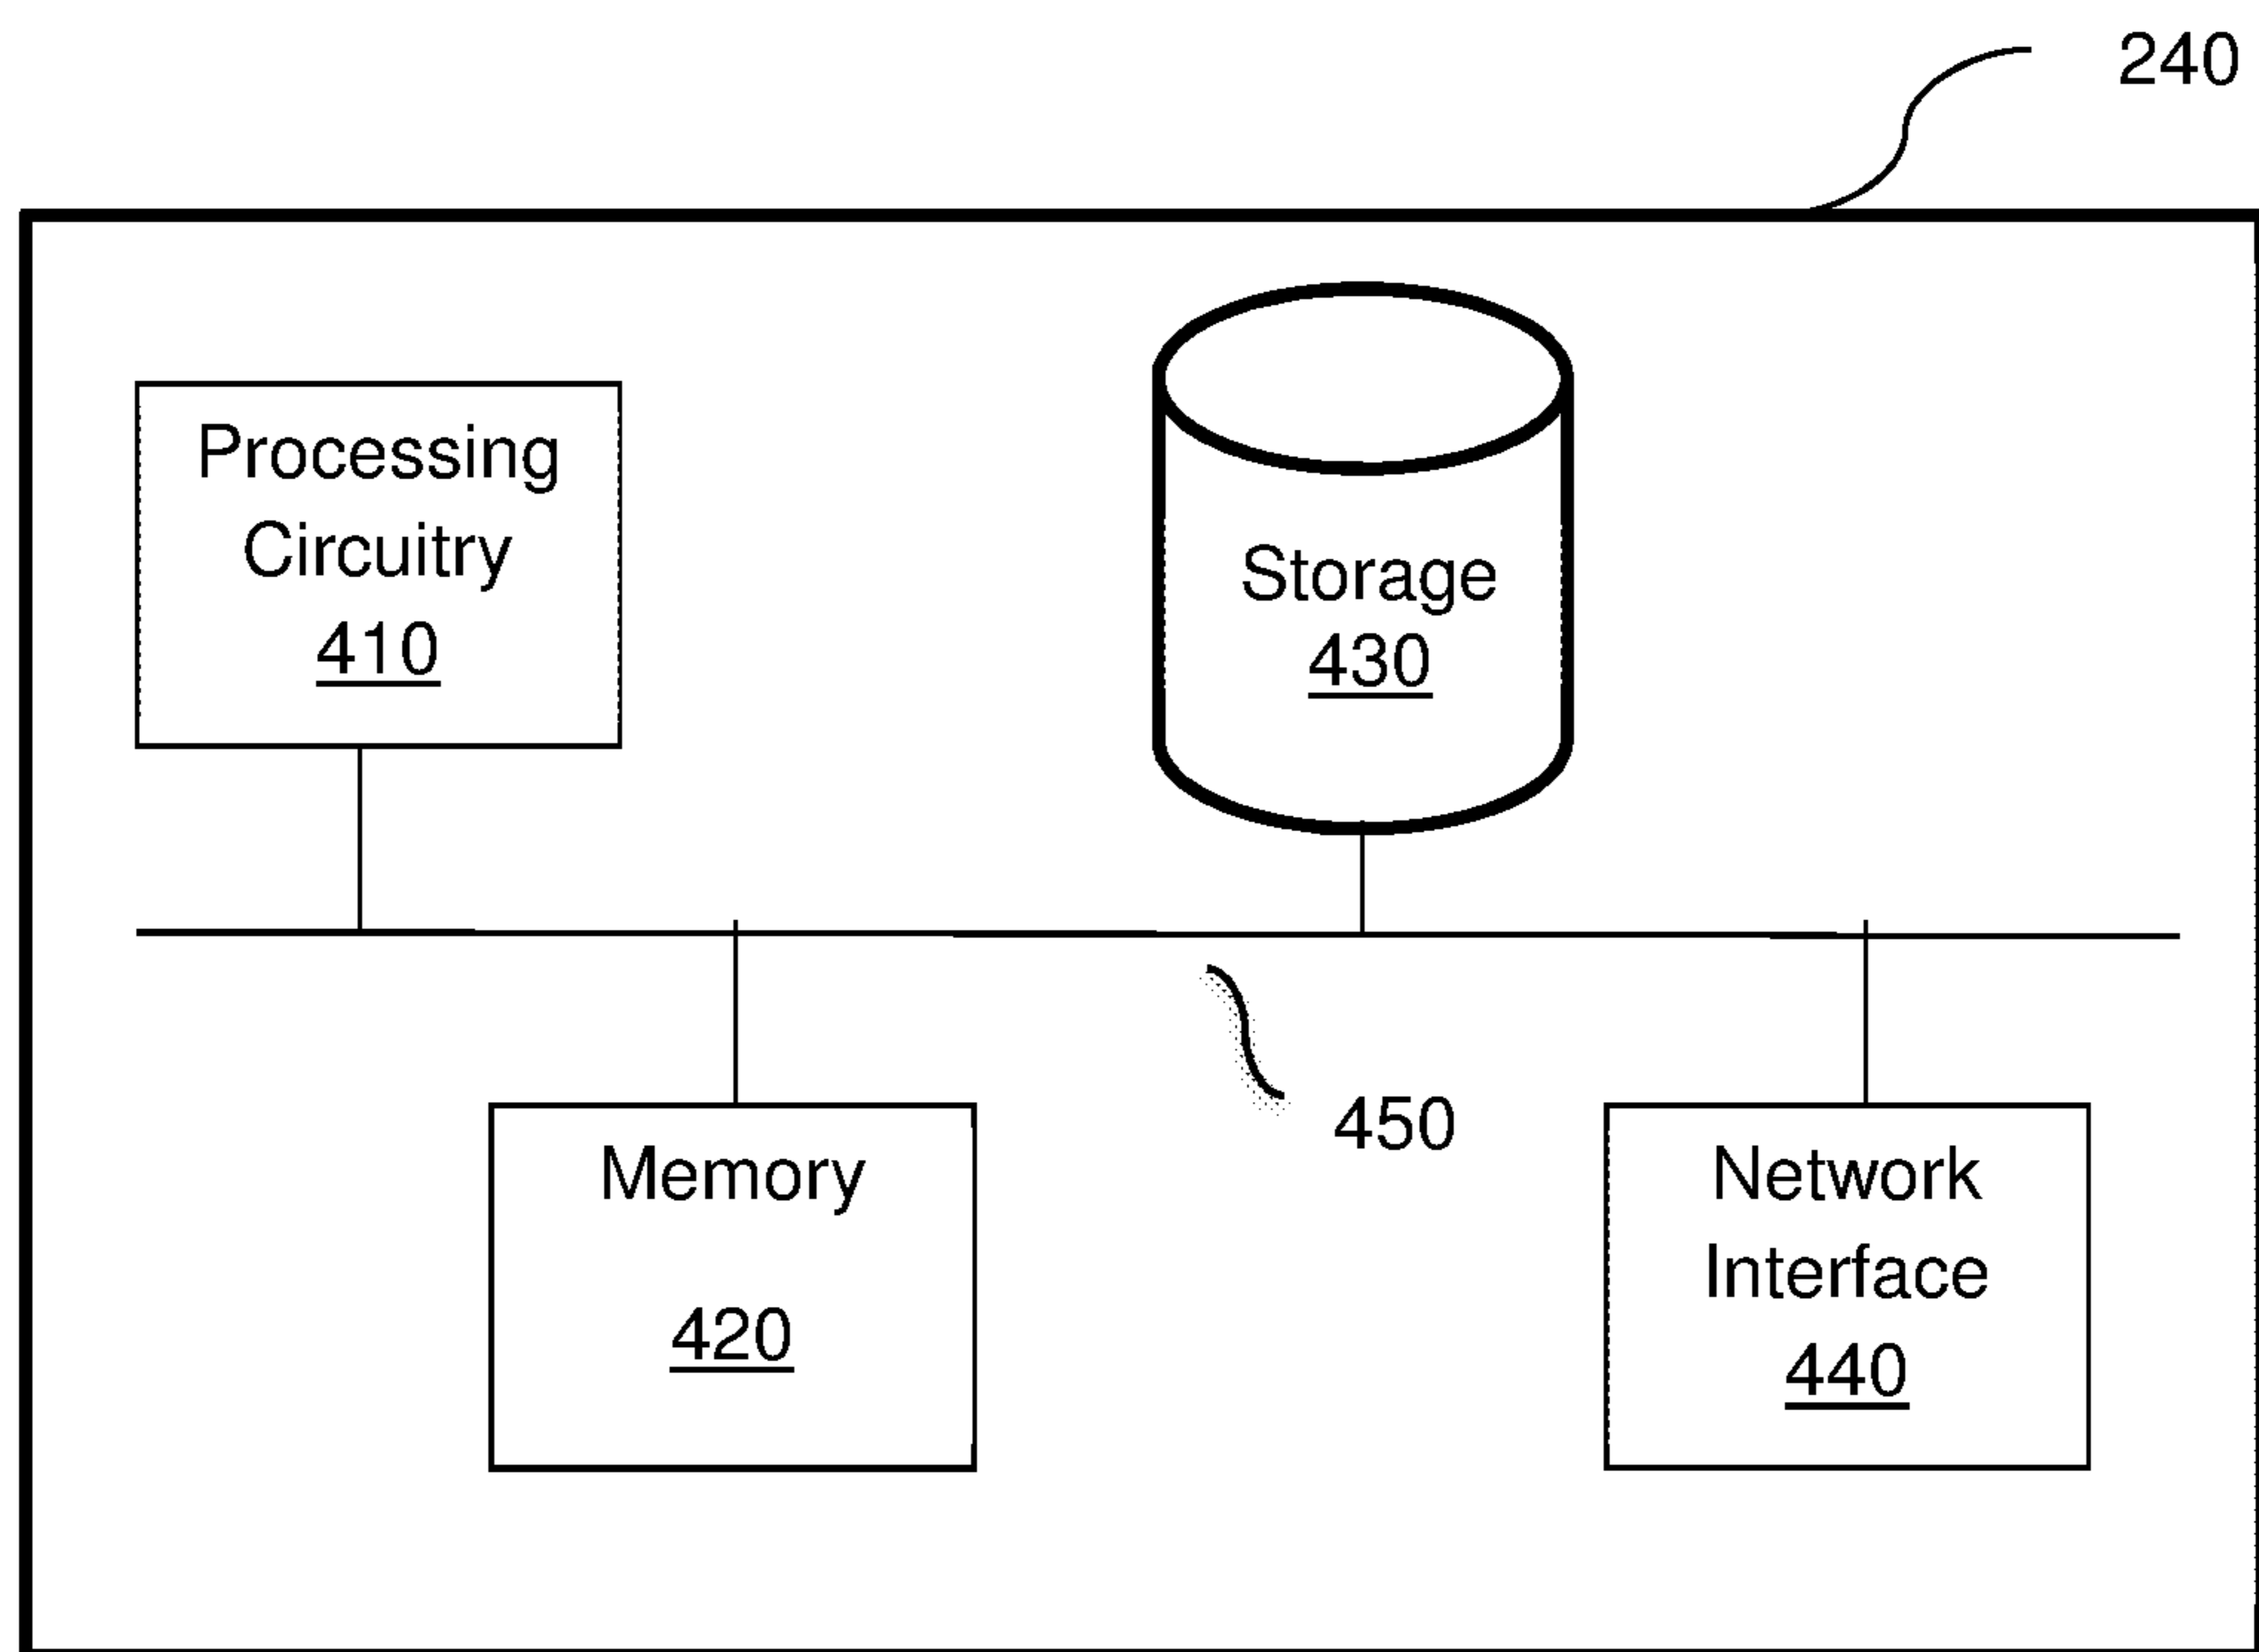 240
Processing
Circuitry
410
Storage
430
450
Memory
420
Network
Interface
440